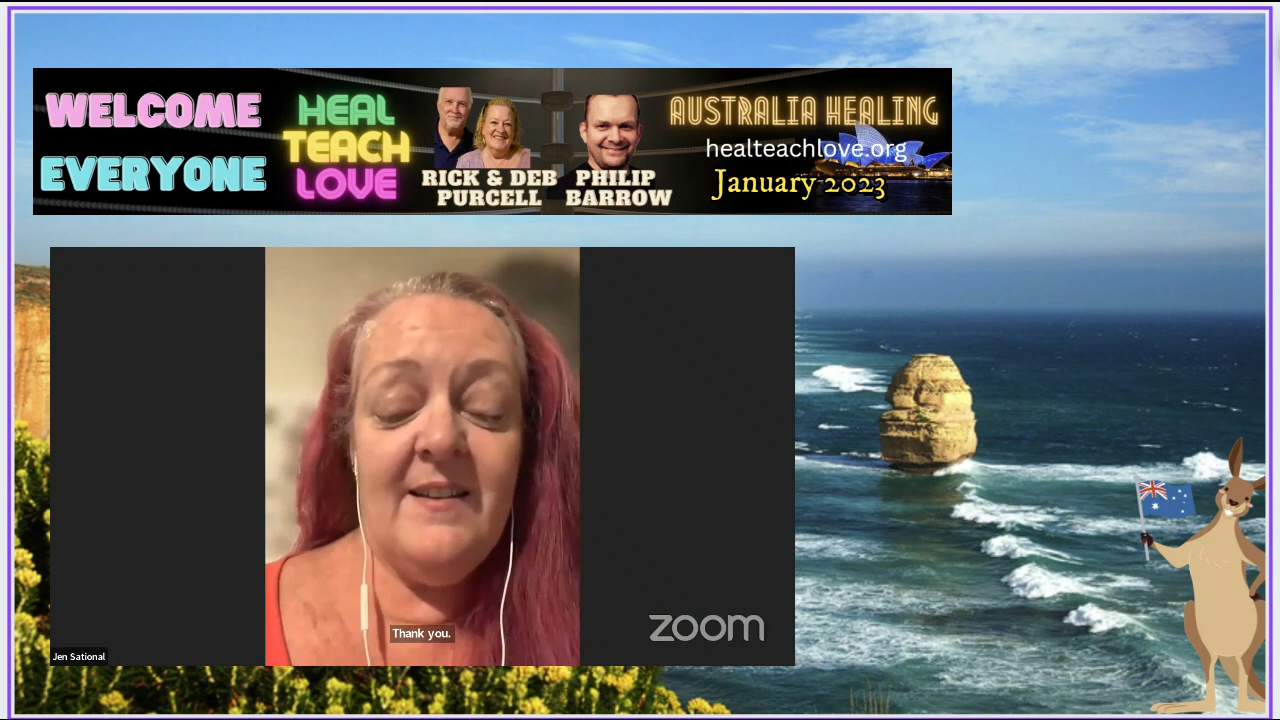 WELCOME
EVERYONE
HEAL
TEACH
LOVE
RICK & DEB
PURCELL
PHILIP
BARROW
AUSTRALIA HEALING
healteachlove.org
January 2023
Thank you.
zoom
Jen Sational